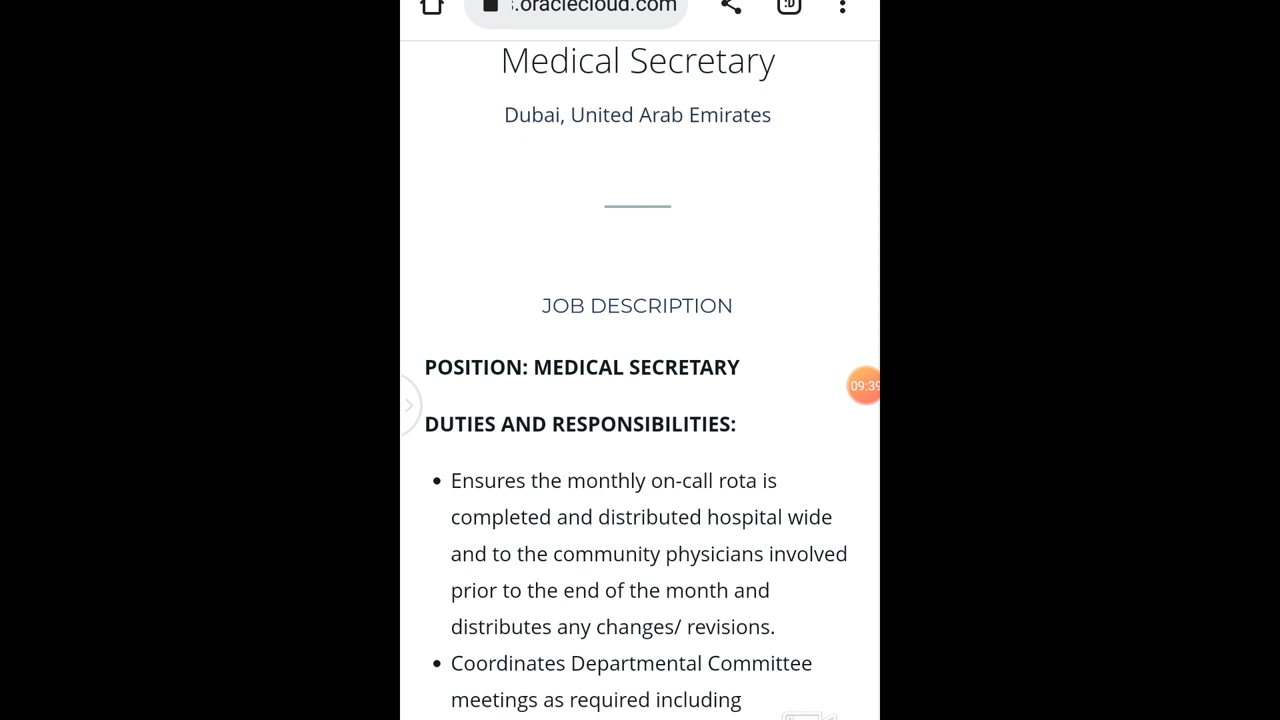 :.oraclecloud.com
:D
Medical Secretary
Dubai, United Arab Emirates
JOB DESCRIPTION
POSITION: MEDICAL SECRETARY
DUTIES AND RESPONSIBILITIES:
09:39
• Ensures the monthly on-call rota is
completed and distributed hospital wide
and to the community physicians involved
prior to the end of the month and
distributes any changes/ revisions.
• Coordinates Departmental Committee
meetings as required including